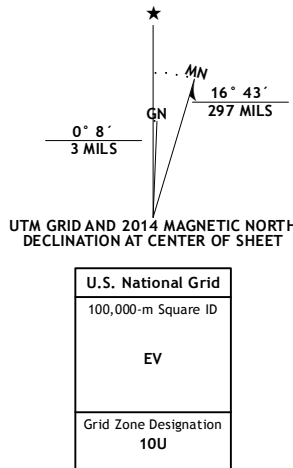 MN
GN
16° 43´
297 MILS
0° 8´
3 MILS
UTM GRID AND 2014 MAGNETIC NORTH
DECLINATION AT CENTER OF SHEET
U.S. National Grid
100,000-m Square ID
EV
Grid Zone Designation
10U